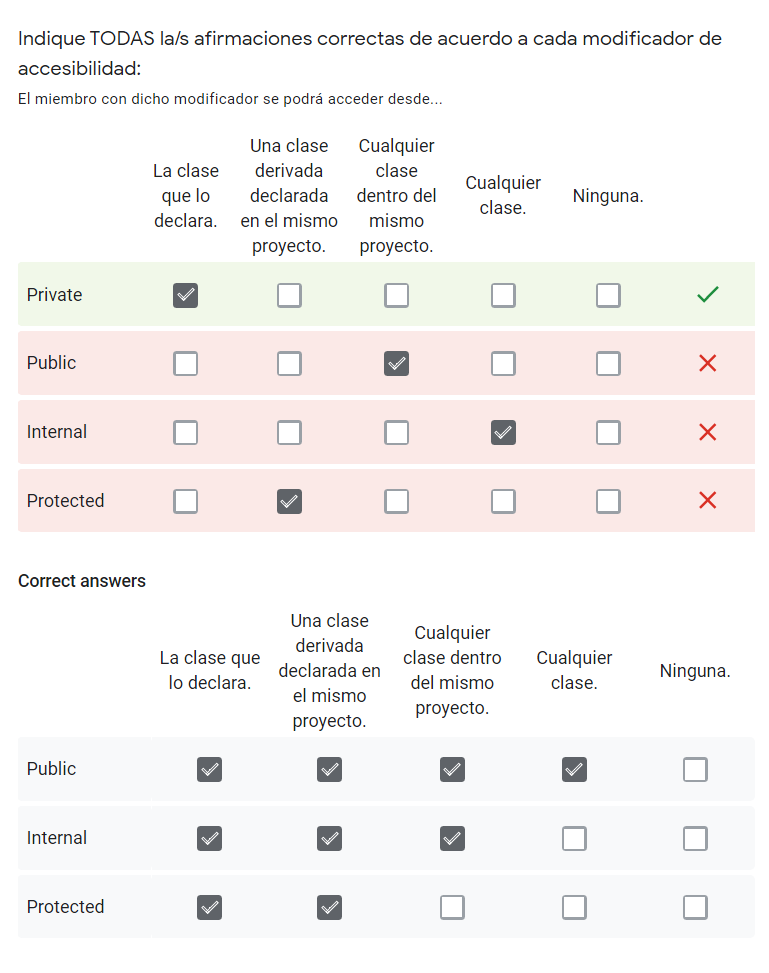 Indique TODAS la/s afirmaciones correctas de acuerdo a cada modificador de
accesibilidad:
El miembro con dicho modificador se podrá acceder desde...
La clase
que lo
declara.
Una clase
derivada
declarada
en el mismo
proyecto.
Cualquier
clase
dentro del
mismo
proyecto.
Cualquier
clase.
Ninguna.
Private
Public
Internal
Protected
Correct answers
La clase que
lo declara.
Una clase
derivada
declarada en
el mismo
proyecto.
Cualquier
clase dentro
del mismo
proyecto.
Cualquier
clase.
Ninguna.
Public
Internal
Protected